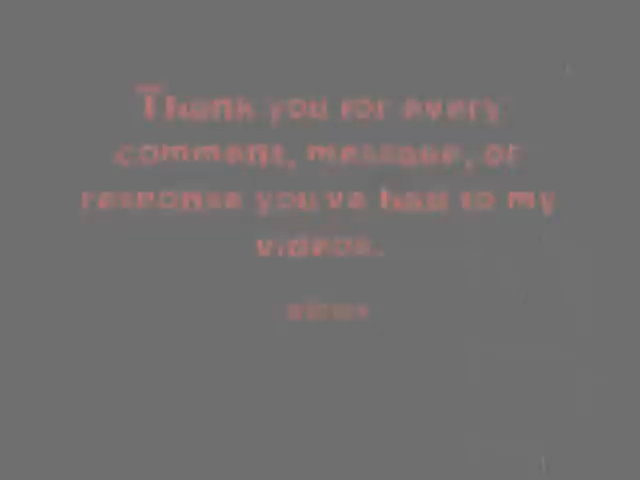 Thank you for every
comment, message, or
response you've had to my
videos.